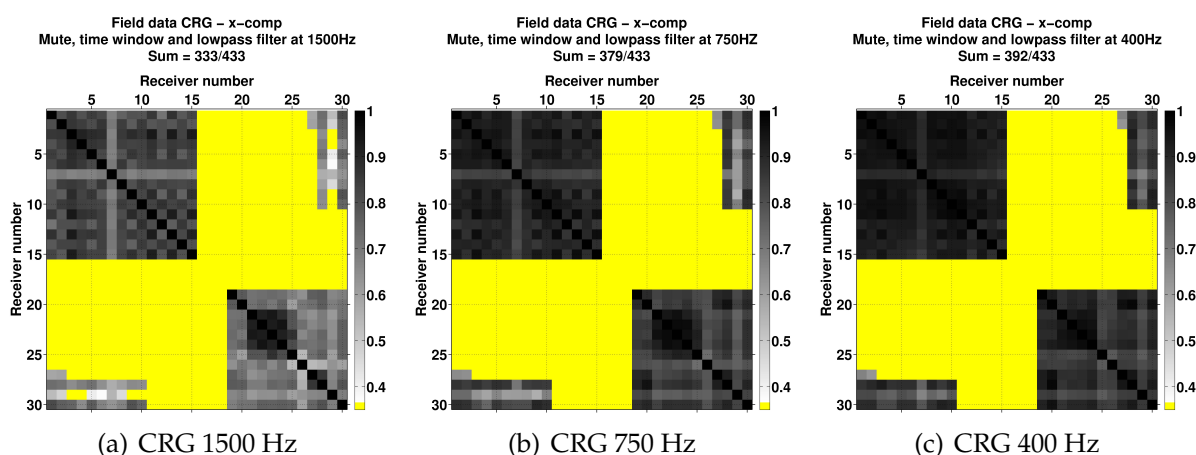 Field data CRG – x-comp
Mute, time window and lowpass filter at 1500Hz
Sum = 333/433
Receiver number
5 10 15 20 25 30
Receiver number
5
10
15
20
25
30
1
0.9
0.8
0.7
0.6
0.5
0.4
(a) CRG 1500 Hz
Field data CRG – x-comp
Mute, time window and lowpass filter at 750HZ
Sum = 379/433
Receiver number
5 10 15 20 25 30
Receiver number
5
10
15
20
25
30
1
0.9
0.8
0.7
0.6
0.5
0.4
(b) CRG 750 Hz
Field data CRG – x-comp
Mute, time window and lowpass filter at 400Hz
Sum = 392/433
Receiver number
5 10 15 20 25 30
Receiver number
5
10
15
20
25
30
1
0.9
0.8
0.7
0.6
0.5
0.4
(c) CRG 400 Hz